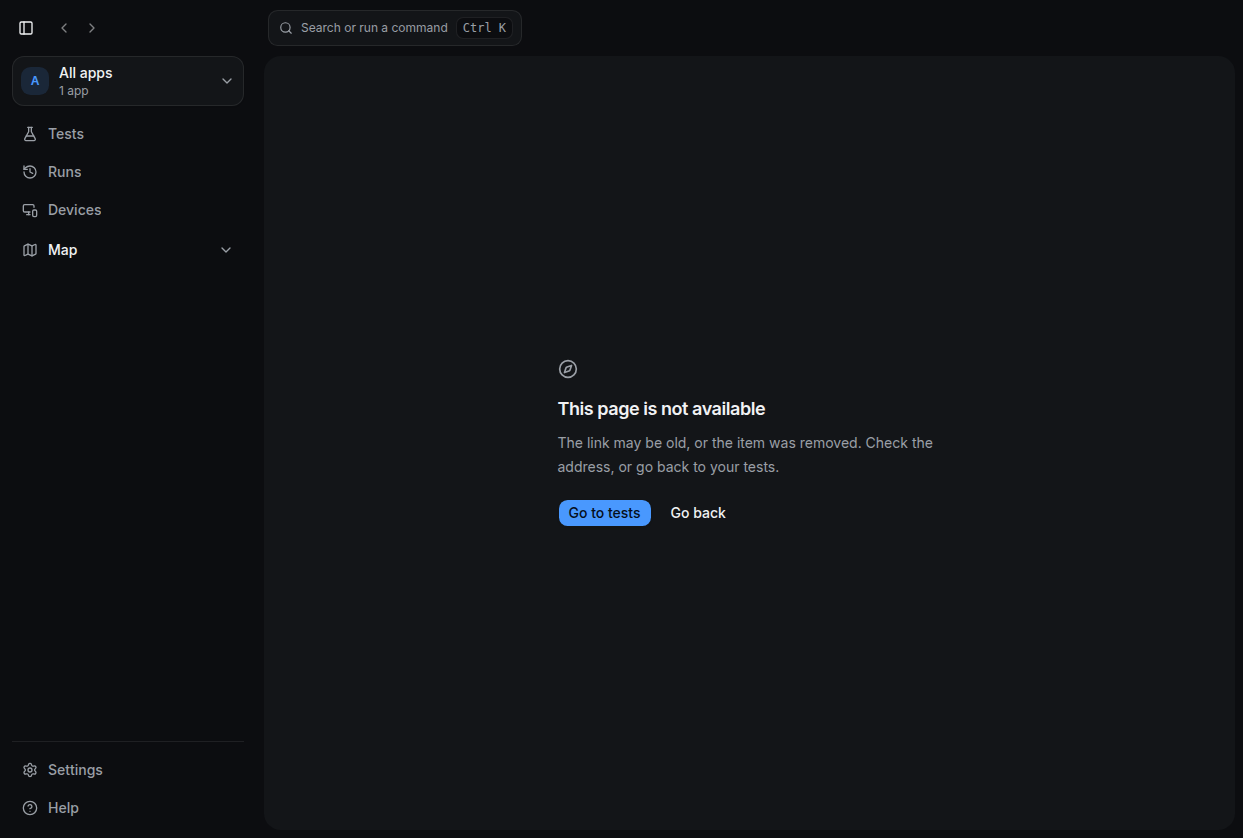 Search or run a command Ctrl K
A
All apps
1 app
Tests
Runs
Devices
Map
This page is not available
The link may be old, or the item was removed. Check the
address, or go back to your tests.
Go to tests Go back
Settings
Help